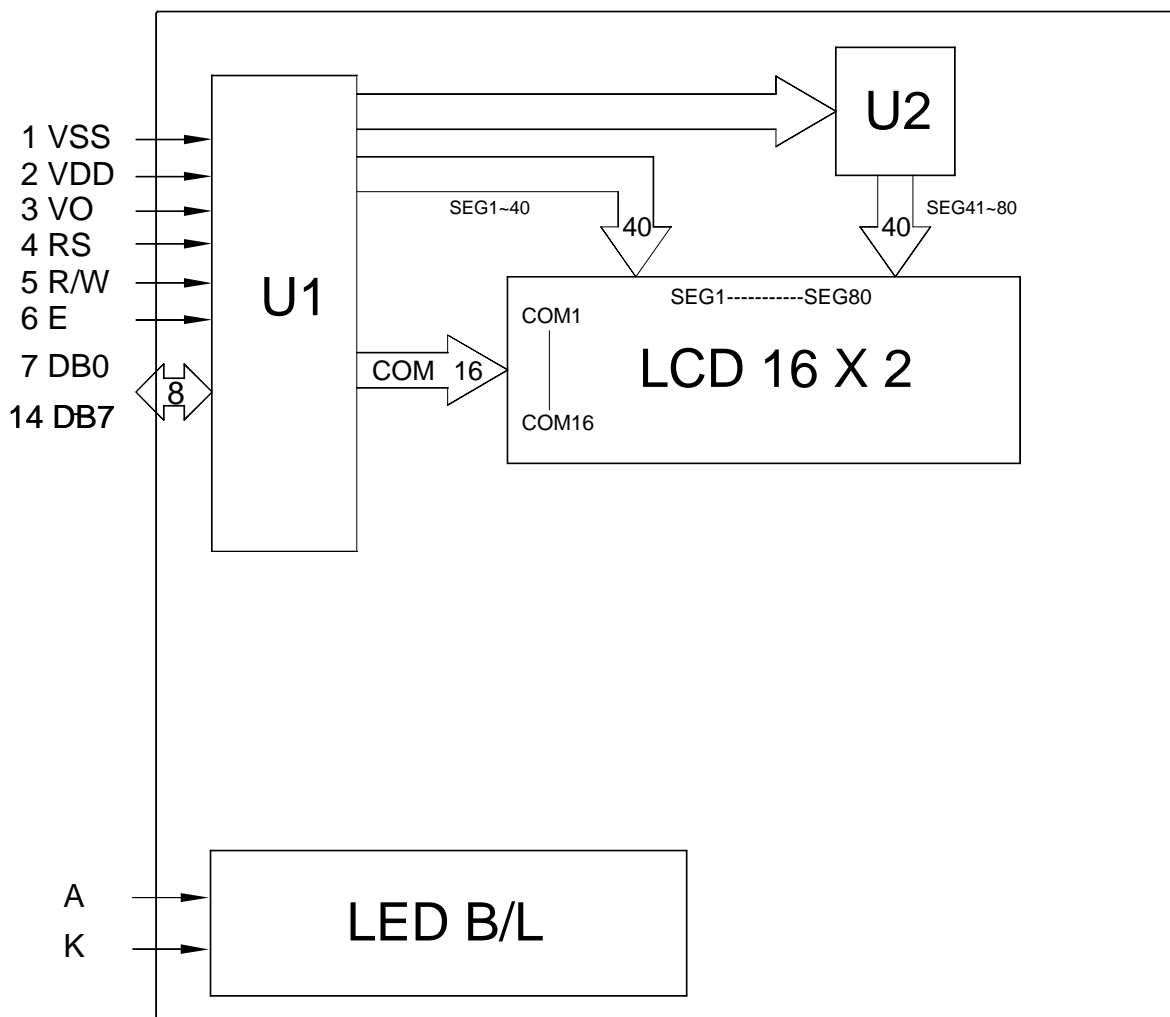 1 VSS
2 VDD
3 VO
4 RS
5 R/W
6 E
7 DB0
14 DB7
8
U1
U2
SEG1~40
40
SEG41~80
40
COM 16
SEG1-----------SEG80
COM1
COM16
LCD 16 X 2
A
K
LED B/L